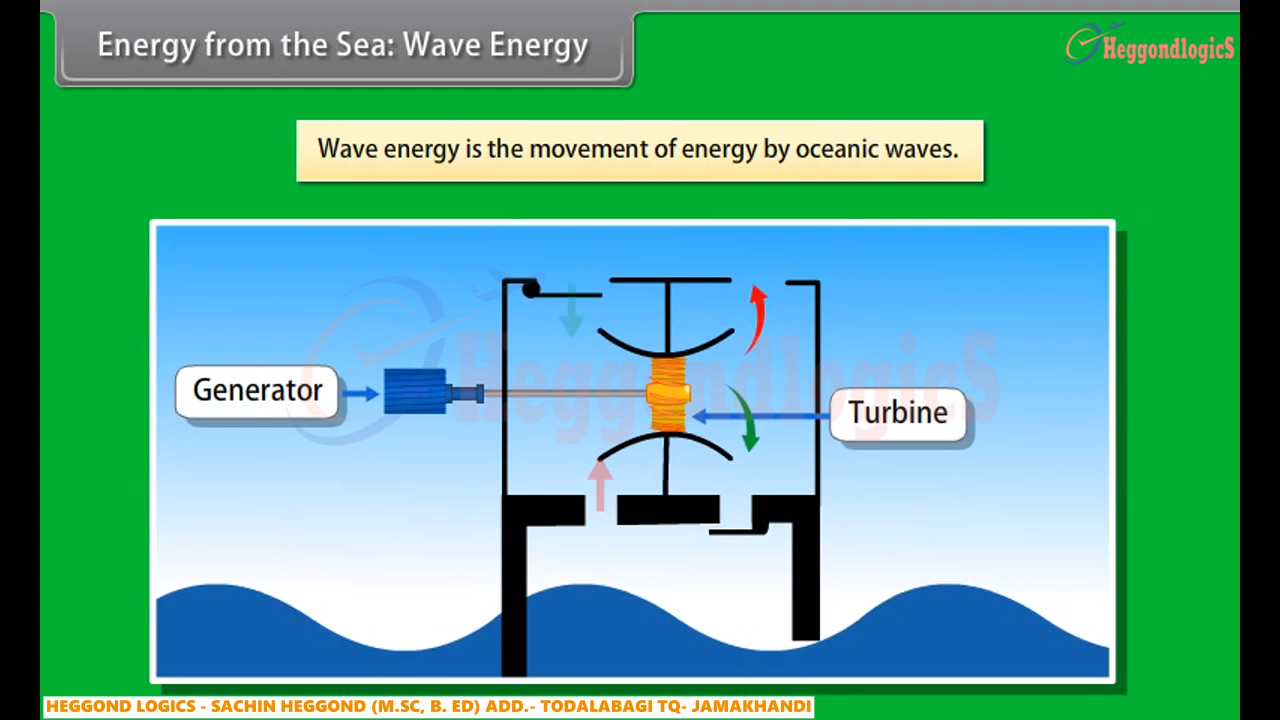 Energy from the Sea: Wave Energy
HeggondlogicS
Wave energy is the movement of energy by oceanic waves.
HeggondlogicS
Generator
Turbine
HEGGOND LOGICS - SACHIN HEGGOND (M.SC, B. ED) ADD.- TODALABAGI TQ- JAMAKHANDI